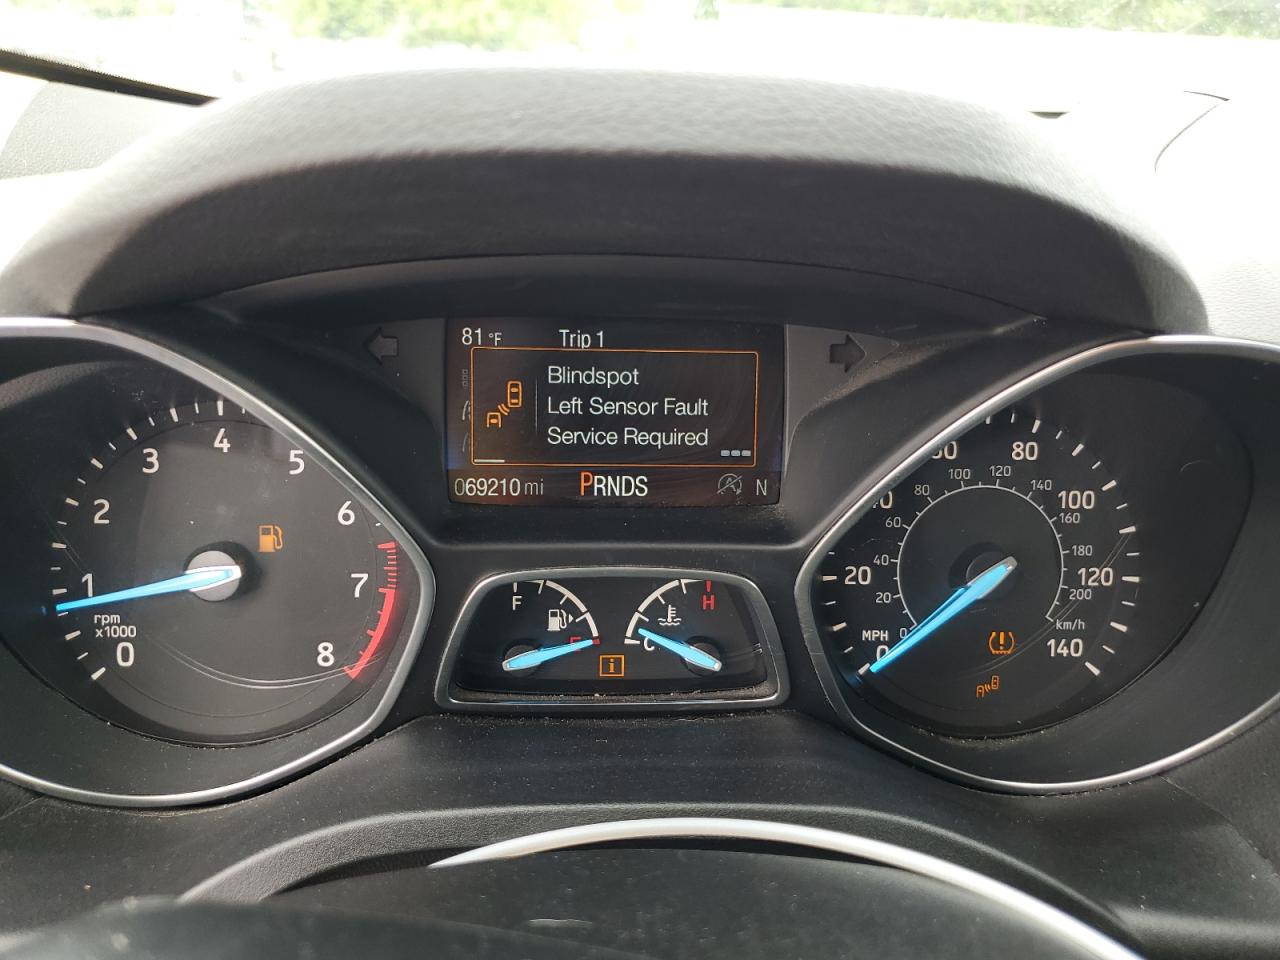 81 °F Trip 1
Blindspot
Left Sensor Fault
Service Required
069210 mi PRNDS N
0
1
2
3
4
5
6
7
8
rpm
x1000
F
E
H
C
i
MPH
0
20
80
100
120
140
km/h
0
20
40
60
80
100
120
140
160
180
200